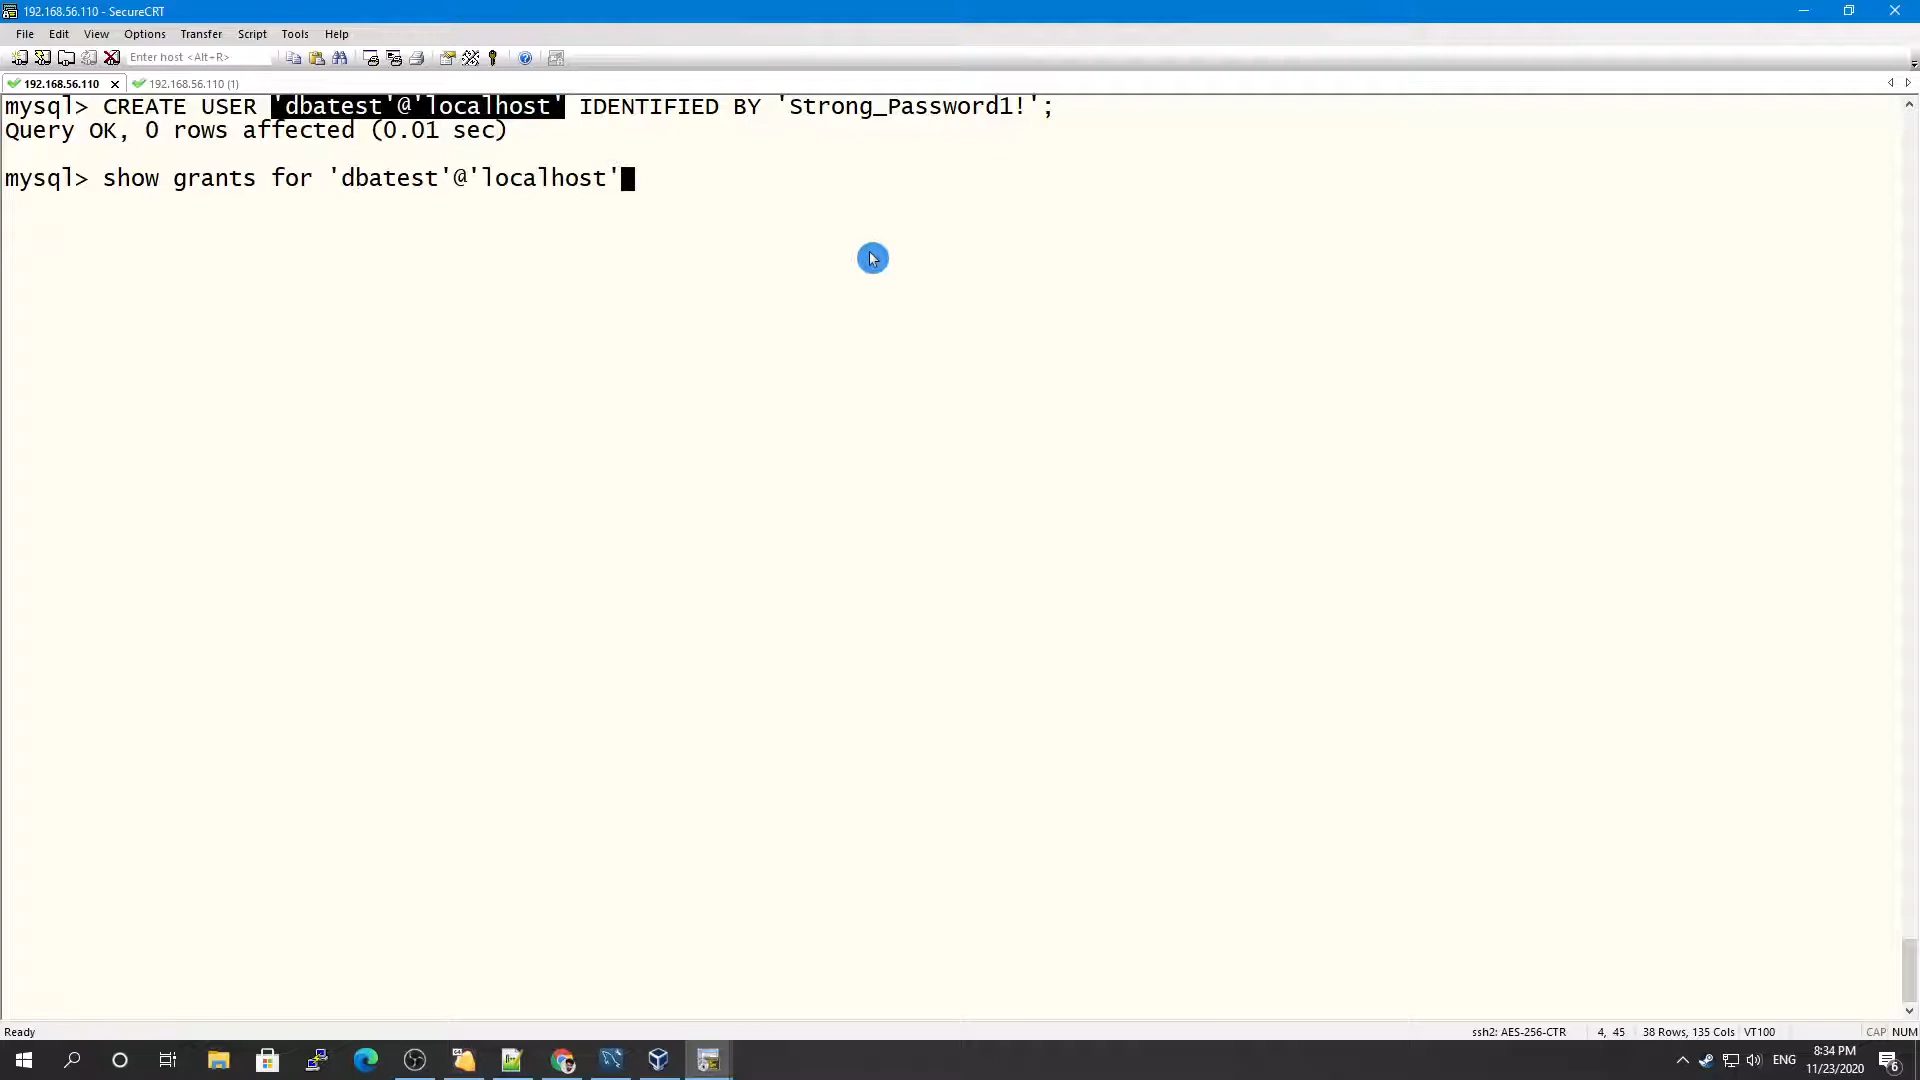 192.168.56.110 - SecureCRT
File Edit View Options Transfer Script Tools Help
Enter host <Alt+R>
192.168.56.110 192.168.56.110 (1)
mysql> CREATE USER 'dbatest'@'localhost' IDENTIFIED BY 'Strong_Password1!';
Query OK, 0 rows affected (0.01 sec)
mysql> show grants for 'dbatest'@'localhost'
Ready ssh2: AES-256-CTR 4, 45 38 Rows, 135 Cols VT100 CAP NUM
ENG 8:34 PM
11/23/2020 6